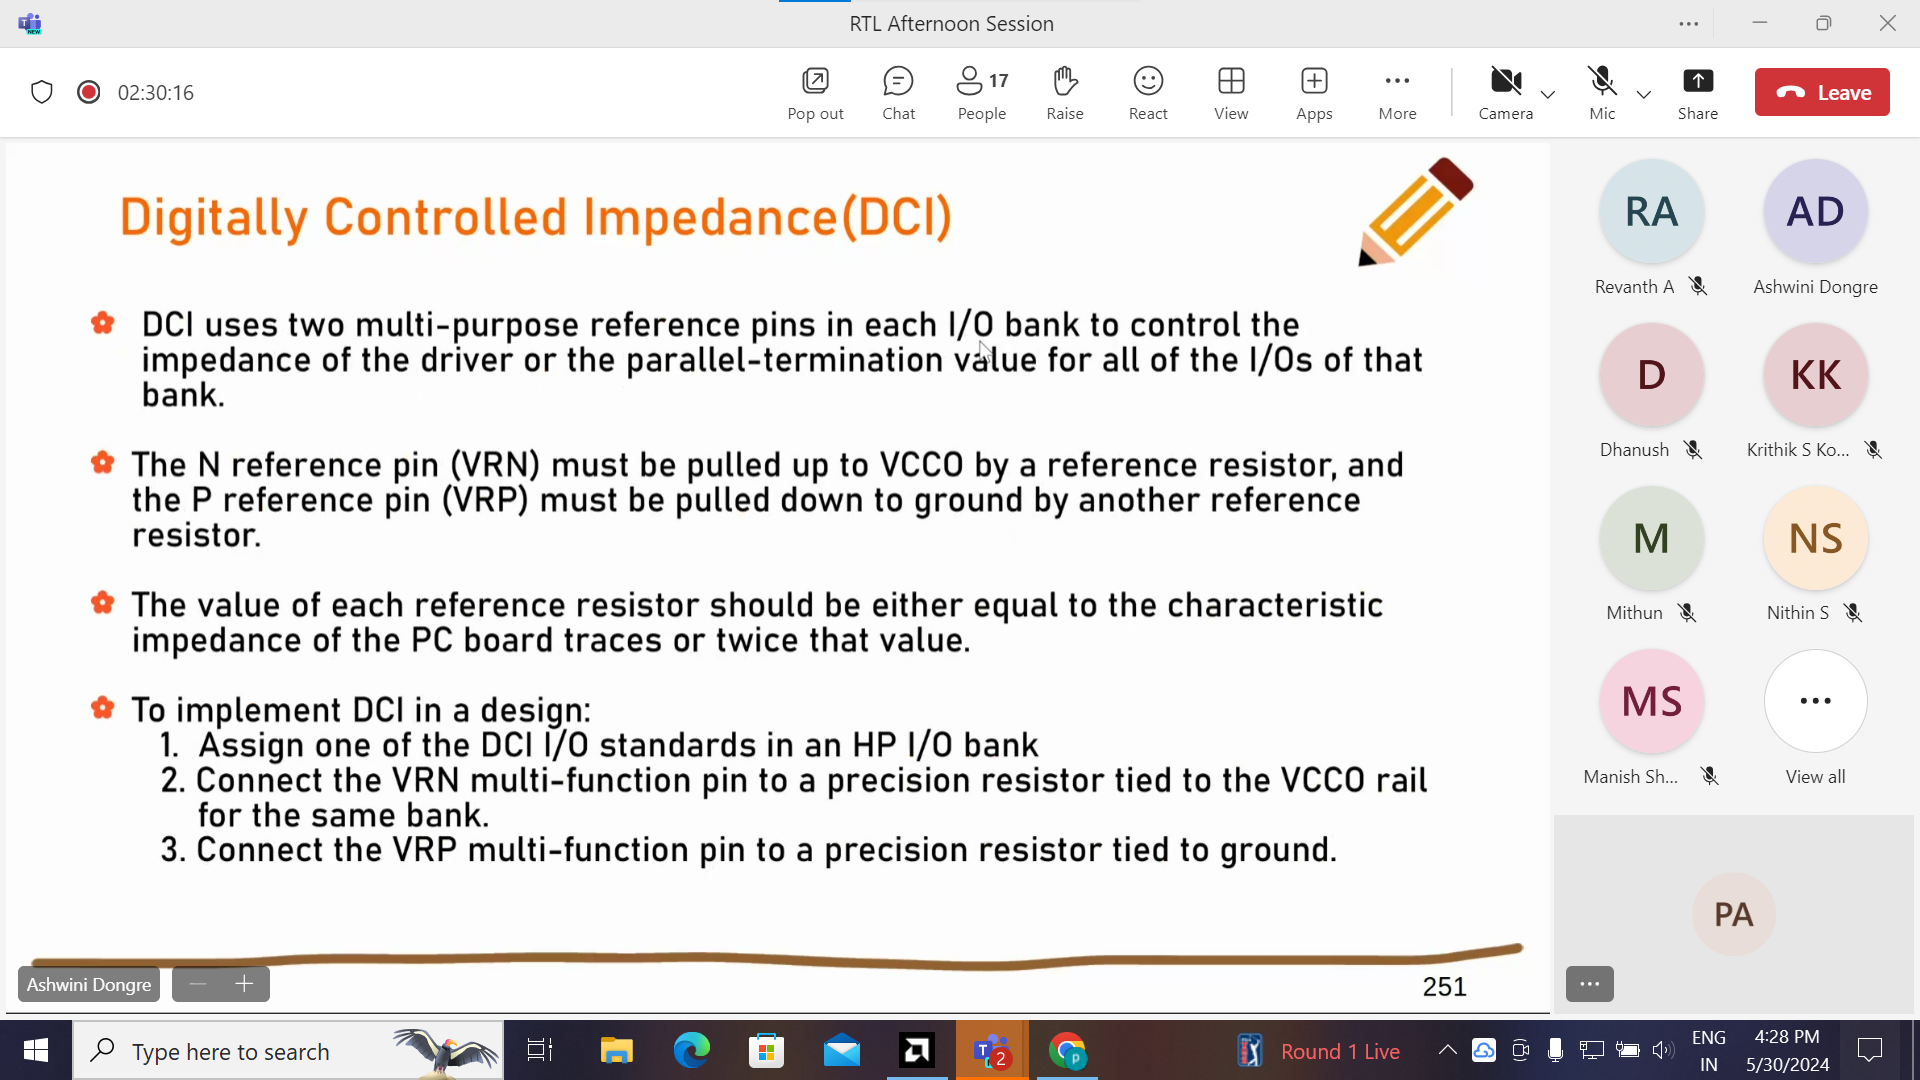 RTL Afternoon Session
NEW
02:30:16
Pop out
Chat
17
People
Raise
React
View
Apps
More
Camera
Mic
Share
Leave
Digitally Controlled Impedance(DCI)
DCI uses two multi-purpose reference pins in each I/O bank to control the
impedance of the driver or the parallel-termination value for all of the I/Os of that
bank.
The N reference pin (VRN) must be pulled up to VCCO by a reference resistor, and
the P reference pin (VRP) must be pulled down to ground by another reference
resistor.
The value of each reference resistor should be either equal to the characteristic
impedance of the PC board traces or twice that value.
To implement DCI in a design:
1. Assign one of the DCI I/O standards in an HP I/O bank
2. Connect the VRN multi-function pin to a precision resistor tied to the VCCO rail
for the same bank.
3. Connect the VRP multi-function pin to a precision resistor tied to ground.
251
Ashwini Dongre
RA
Revanth A
AD
Ashwini Dongre
D
Dhanush
KK
Krithik S Ko...
M
Mithun
NS
Nithin S
MS
Manish Sh...
View all
PA
Type here to search
2
p
Round 1 Live
ENG
IN
4:28 PM
5/30/2024